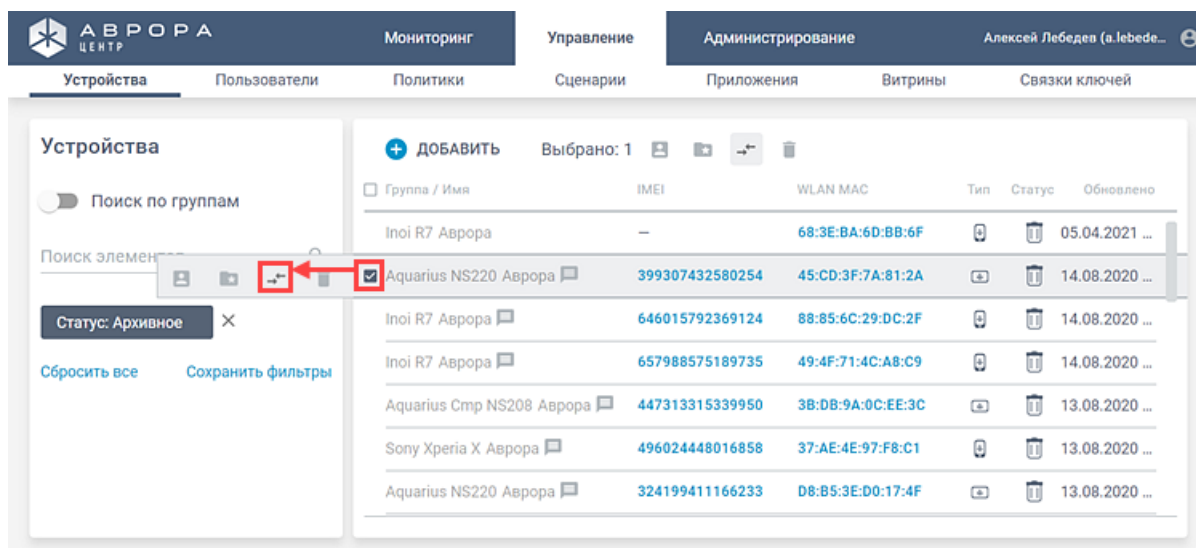 АВРОРА
ЦЕНТР
Мониторинг Управление Администрирование Алексей Лебедев (a.lebede...
Устройства Пользователи Политики Сценарии Приложения Витрины Связки ключей
Устройства
Поиск по группам
Поиск элементов
Статус: Архивное
Сбросить все Сохранить фильтры
ДОБАВИТЬ Выбрано: 1
Группа / Имя IMEI WLAN MAC Тип Статус Обновлено
Inoi R7 Аврора – 68:3E:BA:6D:BB:6F 05.04.2021 ...
Aquarius NS220 Аврора 399307432580254 45:CD:3F:7A:81:2A 14.08.2020 ...
Inoi R7 Аврора 646015792369124 88:85:6C:29:DC:2F 14.08.2020 ...
Inoi R7 Аврора 657988575189735 49:4F:71:4C:A8:C9 14.08.2020 ...
Aquarius Cmp NS208 Аврора 447313315339950 3B:DB:9A:0C:EE:3C 13.08.2020 ...
Sony Xperia X Аврора 496024448016858 37:AE:4E:97:F8:C1 13.08.2020 ...
Aquarius NS220 Аврора 324199411166233 D8:B5:3E:D0:17:4F 13.08.2020 ...